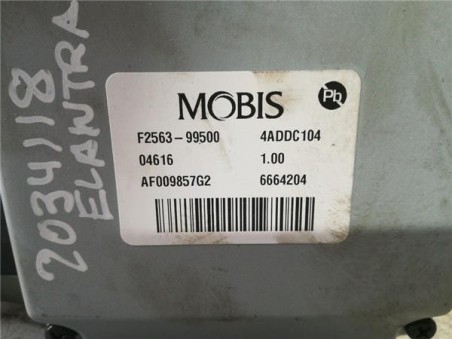 20341118
ELANTRA
MOBIS
Pb
F2563-99500 4ADDC104
04616 1.00
AF009857G2 6664204